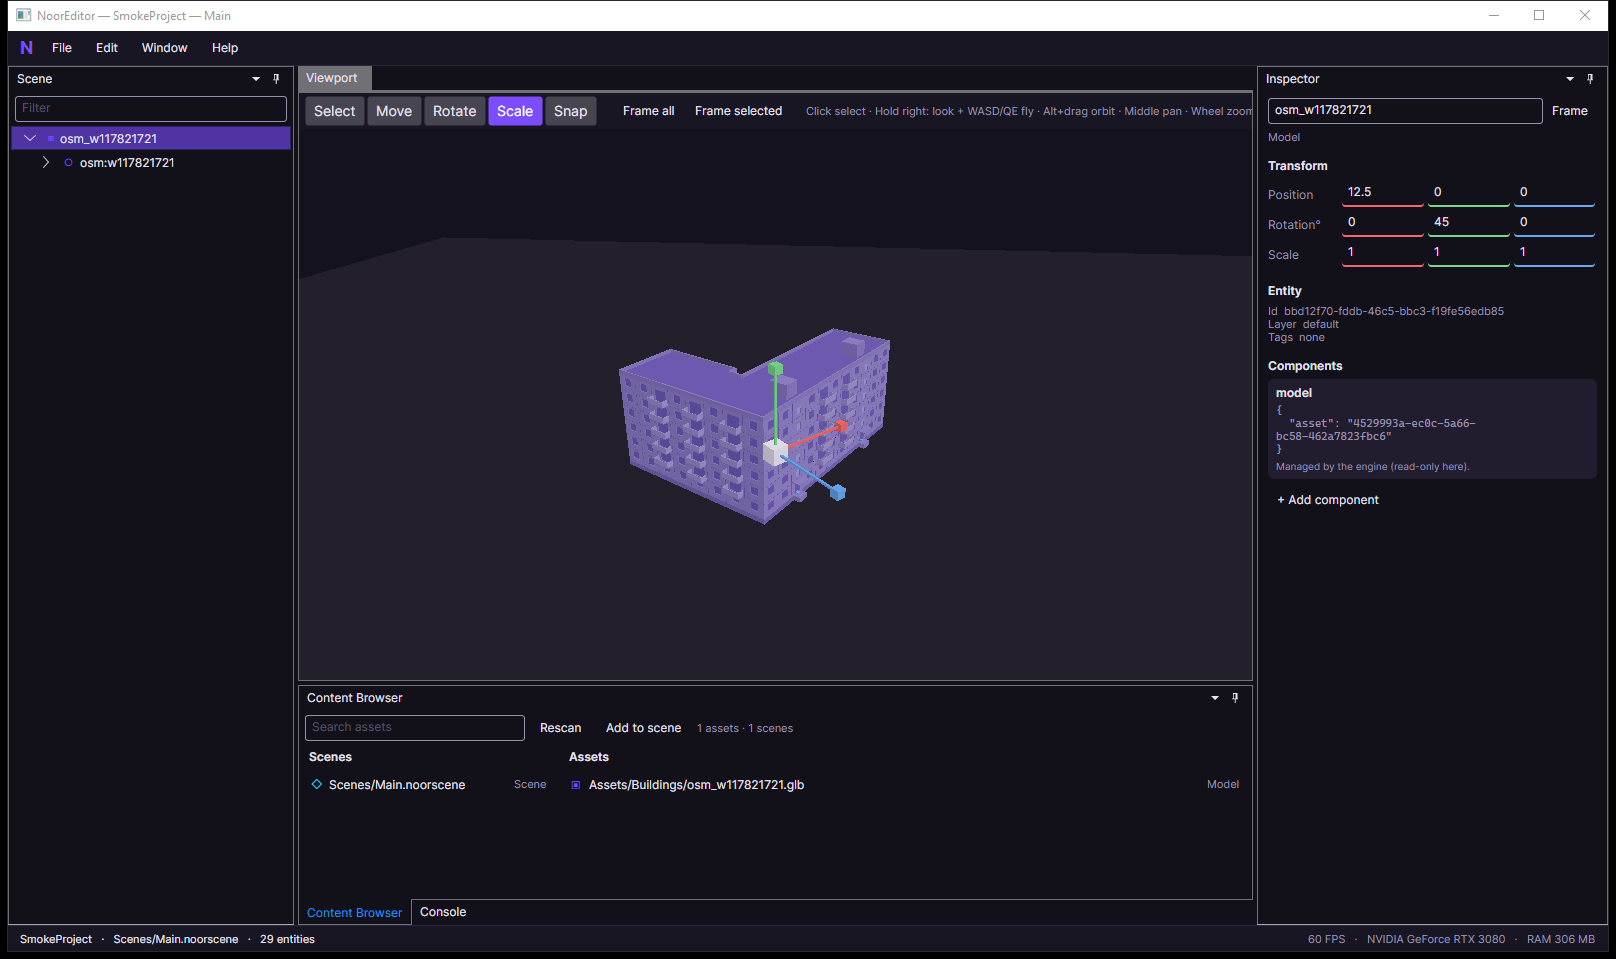 NoorEditor — SmokeProject — Main
N File Edit Window Help
Scene
Filter
osm_w117821721
osm:w117821721
Viewport
Select Move Rotate Scale Snap Frame all Frame selected Click select · Hold right: look + WASD/QE fly · Alt+drag orbit · Middle pan · Wheel zoom
Content Browser
Search assets Rescan Add to scene 1 assets · 1 scenes
Scenes Assets
Scenes/Main.noorscene Scene Assets/Buildings/osm_w117821721.glb Model
Content Browser Console
Inspector
osm_w117821721 Frame
Model
Transform
Position 12.5 0 0
Rotation° 0 45 0
Scale 1 1 1
Entity
Id bbd12f70-fddb-46c5-bbc3-f19fe56edb85
Layer default
Tags none
Components
model
{
"asset": "4529993a-ec0c-5a66-
bc58-462a7823fbc6"
}
Managed by the engine (read-only here).
+ Add component
SmokeProject · Scenes/Main.noorscene · 29 entities
60 FPS · NVIDIA GeForce RTX 3080 · RAM 306 MB